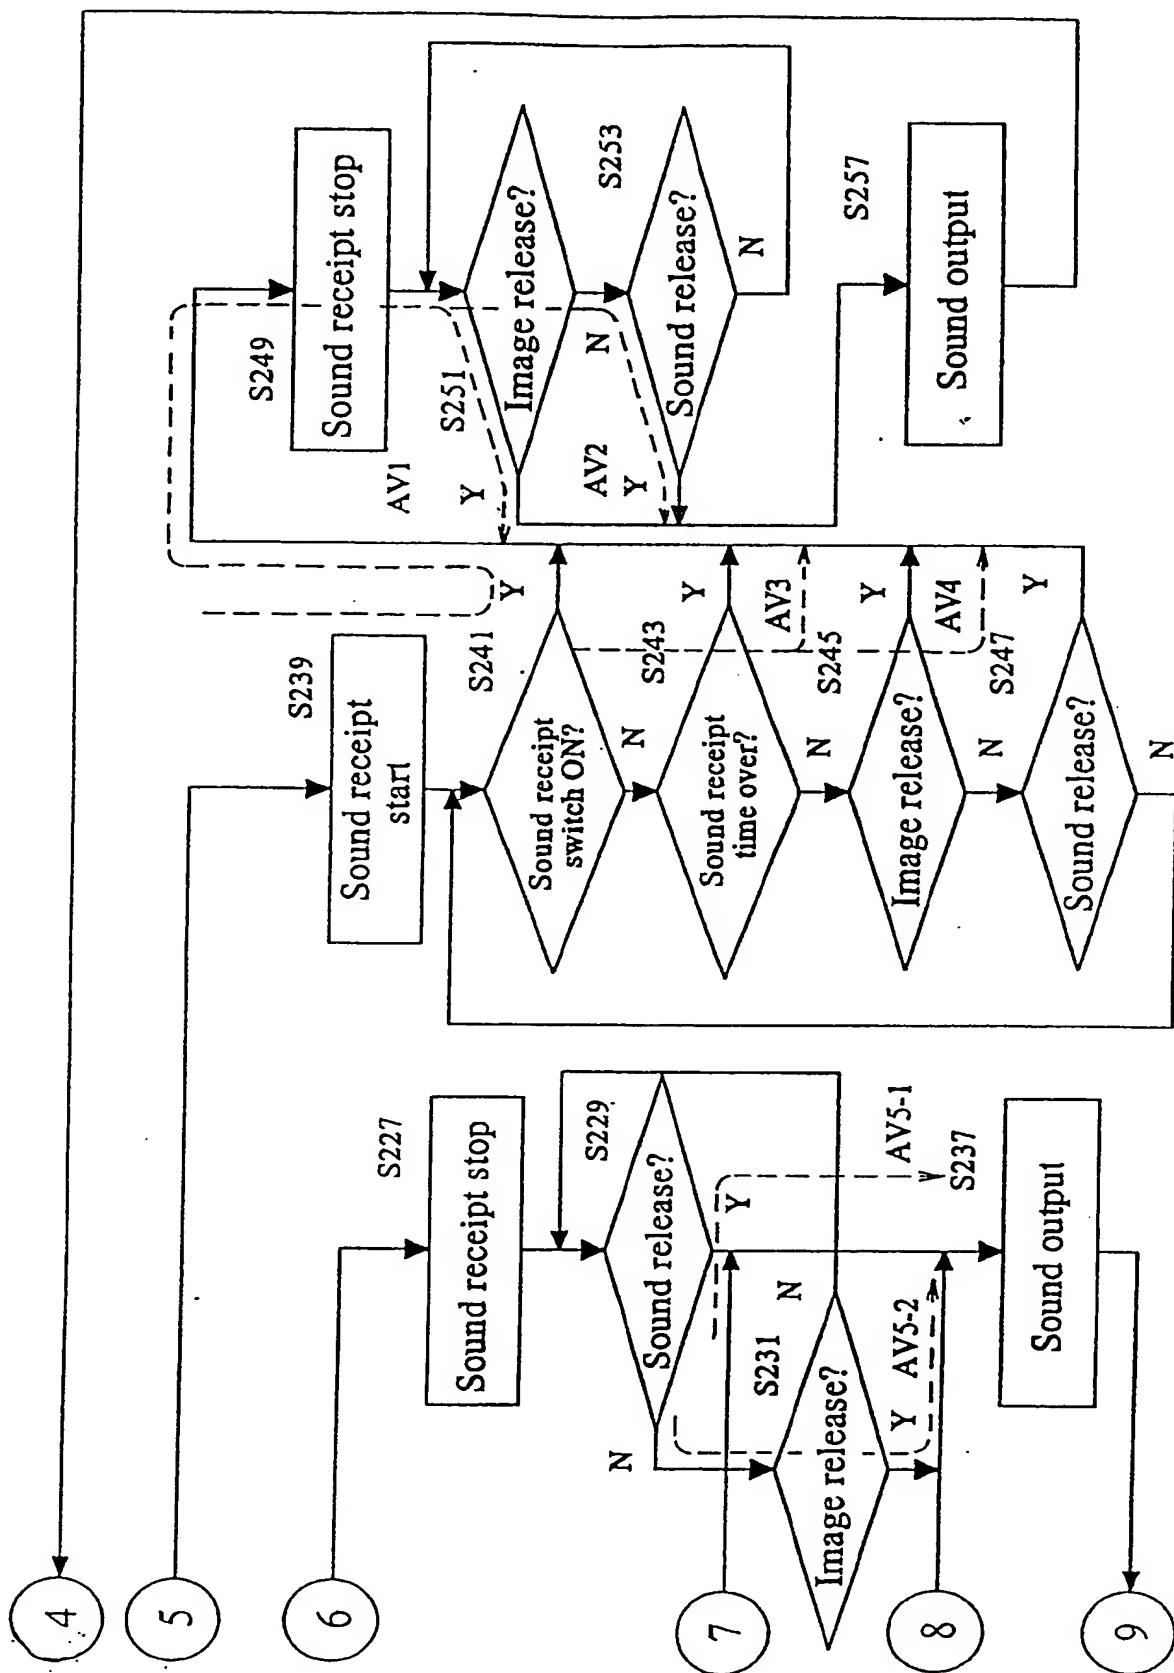 4
5
6
7
8
9
S227
Sound receipt stop
S229
Sound release?
N
Y
S231
Image release?
N
Y
AV5-1
AV5-2
S237
Sound output
S239
Sound receipt
start
S241
Sound receipt
switch ON?
Y
N
S243
Sound receipt
time over?
Y
N
AV3
S245
Image release?
Y
N
AV4
S247
Sound release?
Y
N
S249
Sound receipt stop
AV1
S251
Image release?
Y
N
AV2
S253
Sound release?
Y
N
S257
Sound output